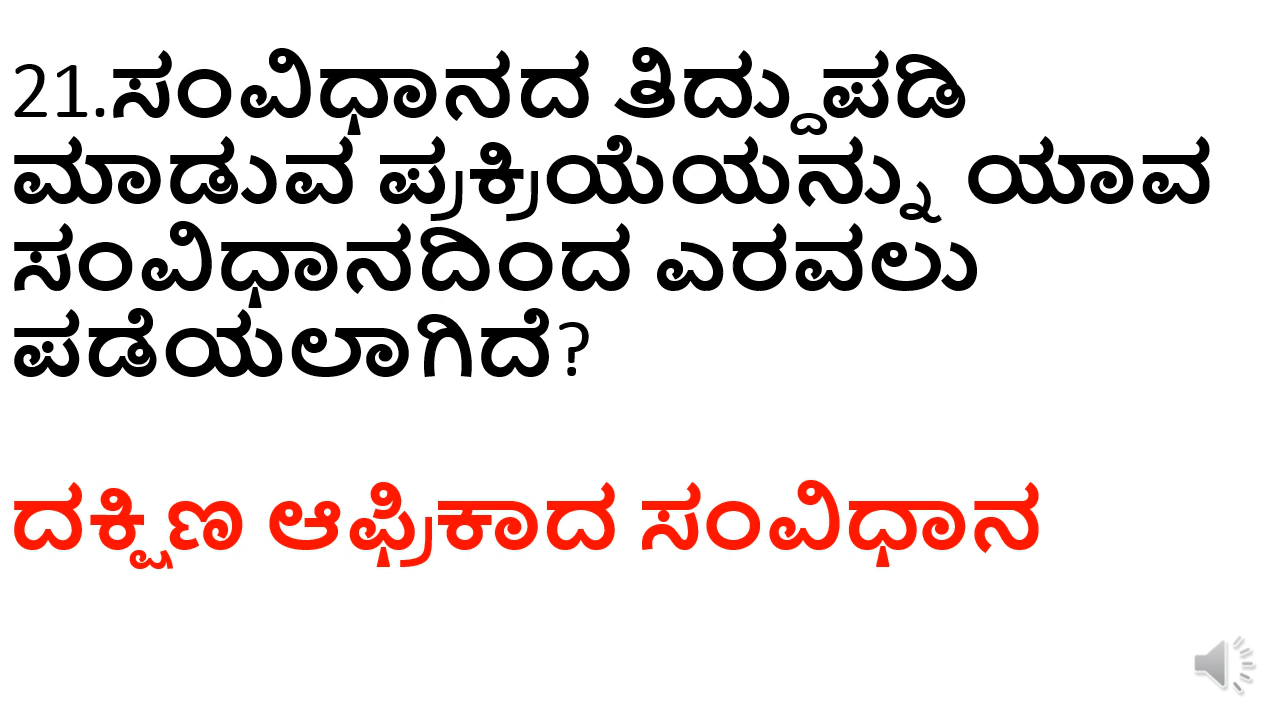 21.ಸಂವಿಧಾನದ ತಿದ್ದುಪಡಿ
ಮಾಡುವ ಪ್ರಕ್ರಿಯೆಯನ್ನು ಯಾವ
ಸಂವಿಧಾನದಿಂದ ಎರವಲು
ಪಡೆಯಲಾಗಿದೆ?
ದಕ್ಷಿಣ ಆಫ್ರಿಕಾದ ಸಂವಿಧಾನ